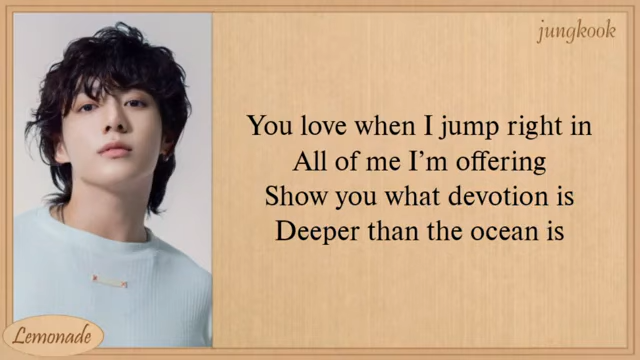 jungkook
You love when I jump right in
All of me I'm offering
Show you what devotion is
Deeper than the ocean is
Lemonade